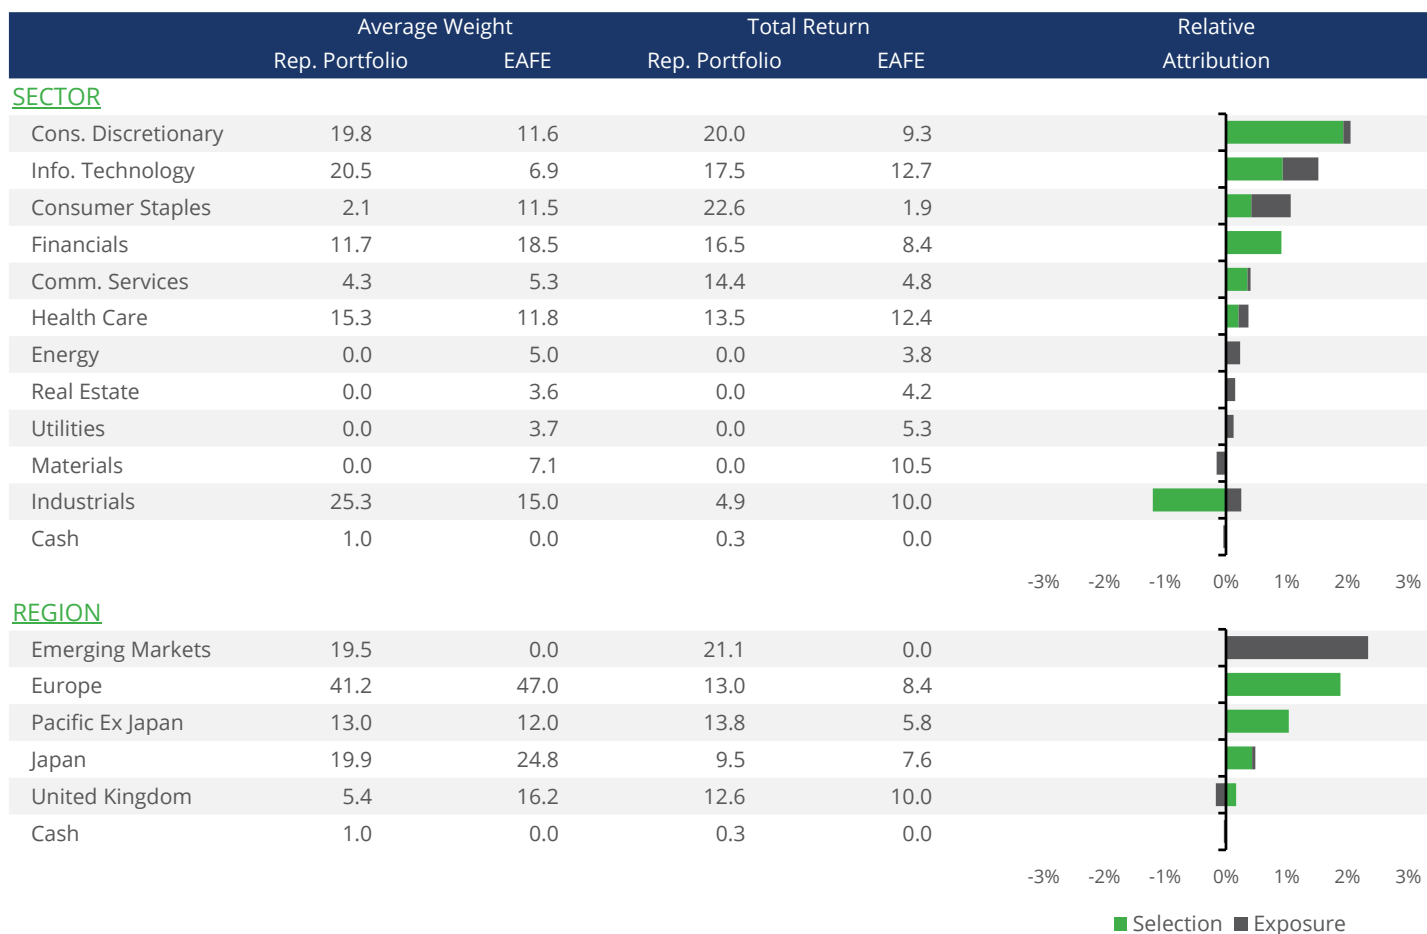 Average Weight Total Return Relative
Rep. Portfolio EAFE Rep. Portfolio EAFE Attribution
SECTOR
Cons. Discretionary 19.8 11.6 20.0 9.3
Info. Technology 20.5 6.9 17.5 12.7
Consumer Staples 2.1 11.5 22.6 1.9
Financials 11.7 18.5 16.5 8.4
Comm. Services 4.3 5.3 14.4 4.8
Health Care 15.3 11.8 13.5 12.4
Energy 0.0 5.0 0.0 3.8
Real Estate 0.0 3.6 0.0 4.2
Utilities 0.0 3.7 0.0 5.3
Materials 0.0 7.1 0.0 10.5
Industrials 25.3 15.0 4.9 10.0
Cash 1.0 0.0 0.3 0.0
-3% -2% -1% 0% 1% 2% 3%
REGION
Emerging Markets 19.5 0.0 21.1 0.0
Europe 41.2 47.0 13.0 8.4
Pacific Ex Japan 13.0 12.0 13.8 5.8
Japan 19.9 24.8 9.5 7.6
United Kingdom 5.4 16.2 12.6 10.0
Cash 1.0 0.0 0.3 0.0
-3% -2% -1% 0% 1% 2% 3%
Selection Exposure